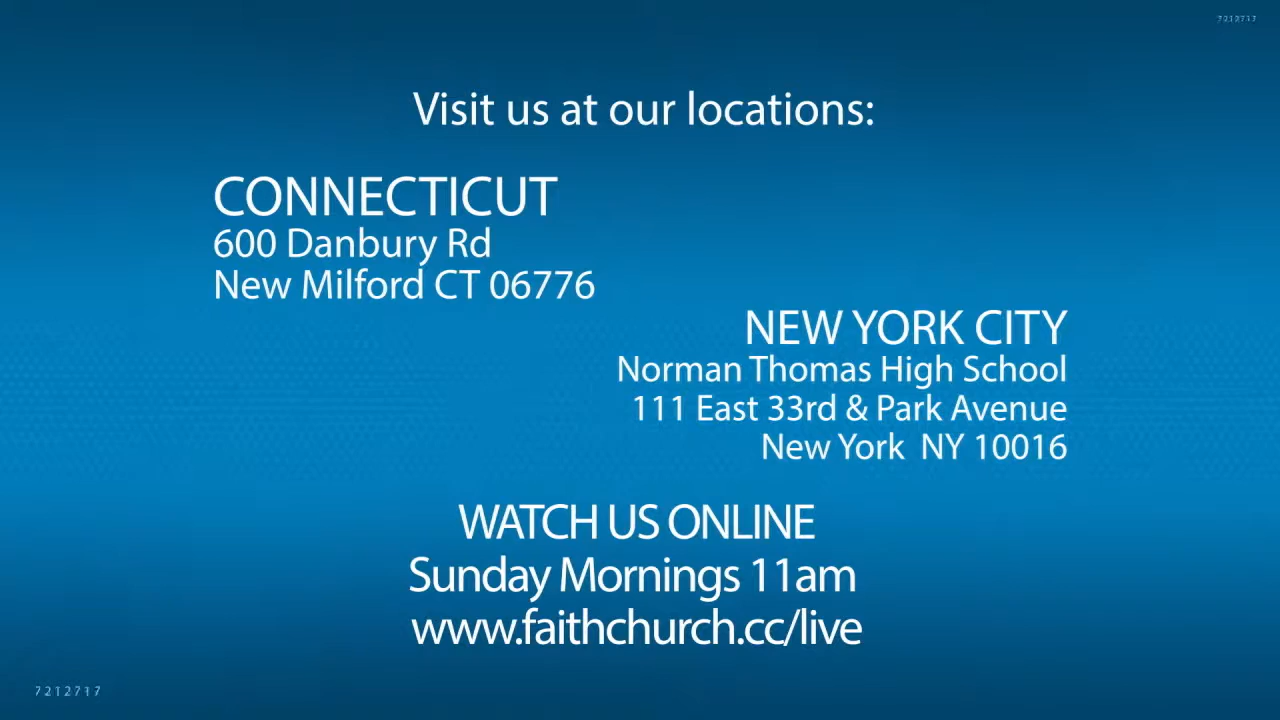 7212717
Visit us at our locations:
CONNECTICUT
600 Danbury Rd
New Milford CT 06776
NEW YORK CITY
Norman Thomas High School
111 East 33rd & Park Avenue
New York NY 10016
WATCH US ONLINE
Sunday Mornings 11am
www.faithchurch.cc/live
7212717